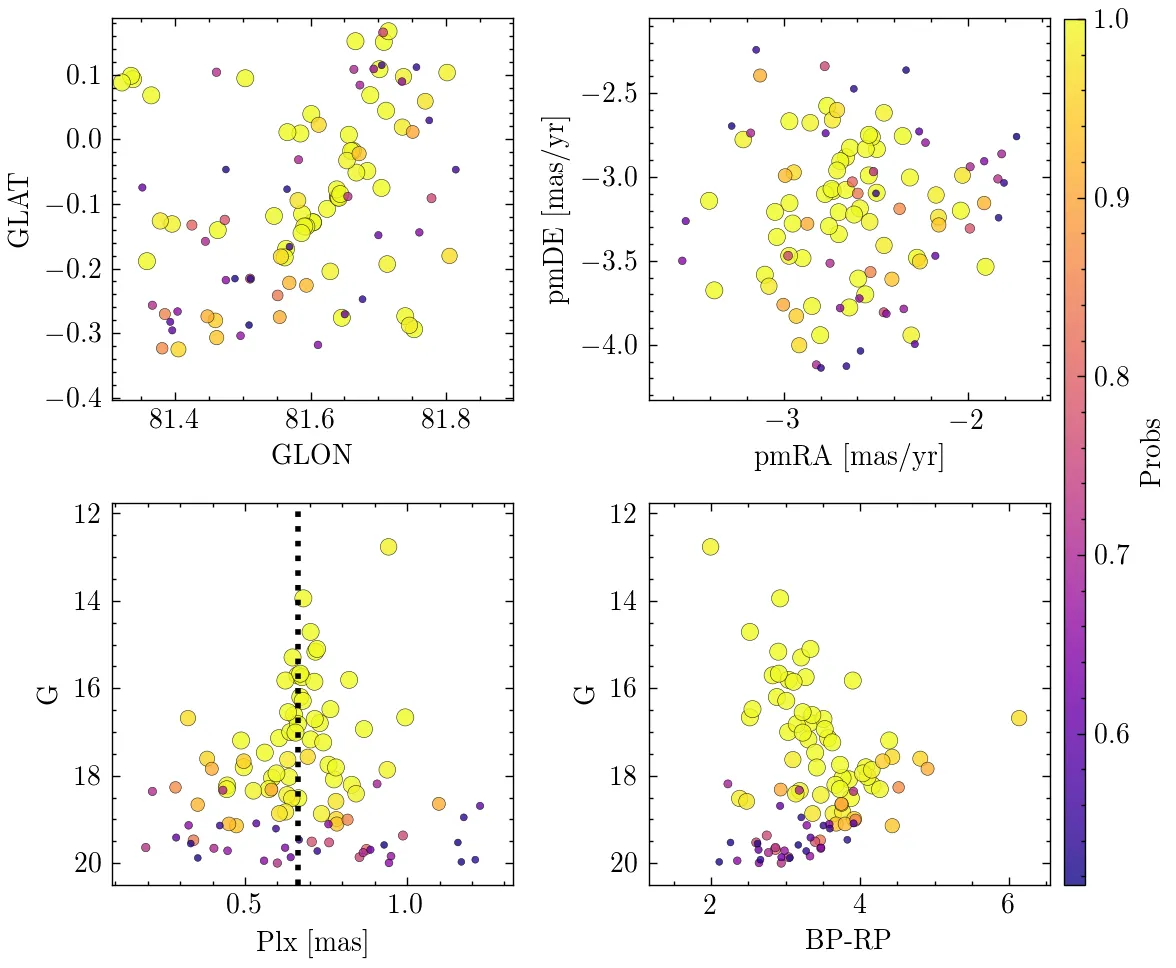 0.1
0.0
−0.1
−0.2
−0.3
−0.4
GLAT
81.4 81.6 81.8
GLON
−2.5
−3.0
−3.5
−4.0
pmDE [mas/yr]
−3 −2
pmRA [mas/yr]
1.0
0.9
0.8
0.7
0.6
Probs
12
14
16
18
20
G
0.5 1.0
Plx [mas]
12
14
16
18
20
G
2 4 6
BP-RP